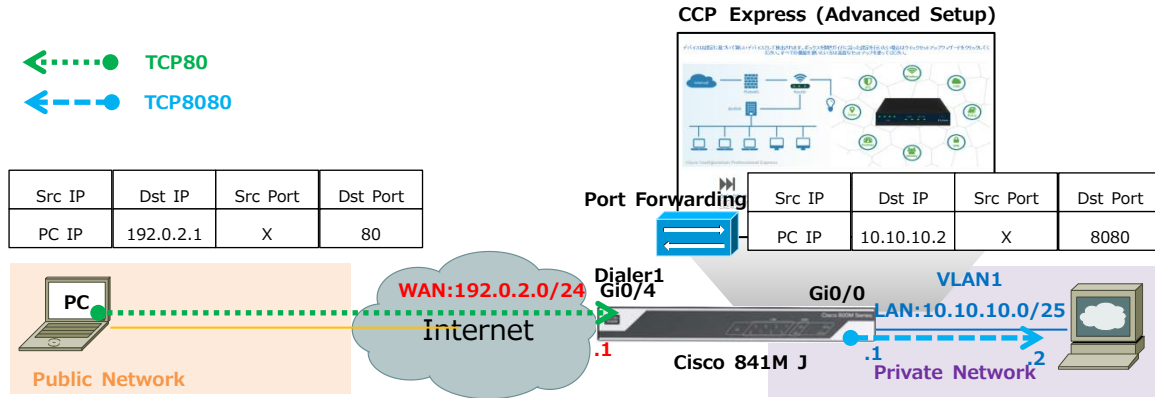 CCP Express (Advanced Setup)
TCP80
TCP8080
Src IP Dst IP Src Port Dst Port
PC IP 192.0.2.1 X 80
Port Forwarding
Src IP Dst IP Src Port Dst Port
PC IP 10.10.10.2 X 8080
PC
WAN:192.0.2.0/24
Dialer1
Gi0/4
Internet
.1
Gi0/0
VLAN1
LAN:10.10.10.0/25
Cisco 841M J
.1
.2
Public Network
Private Network